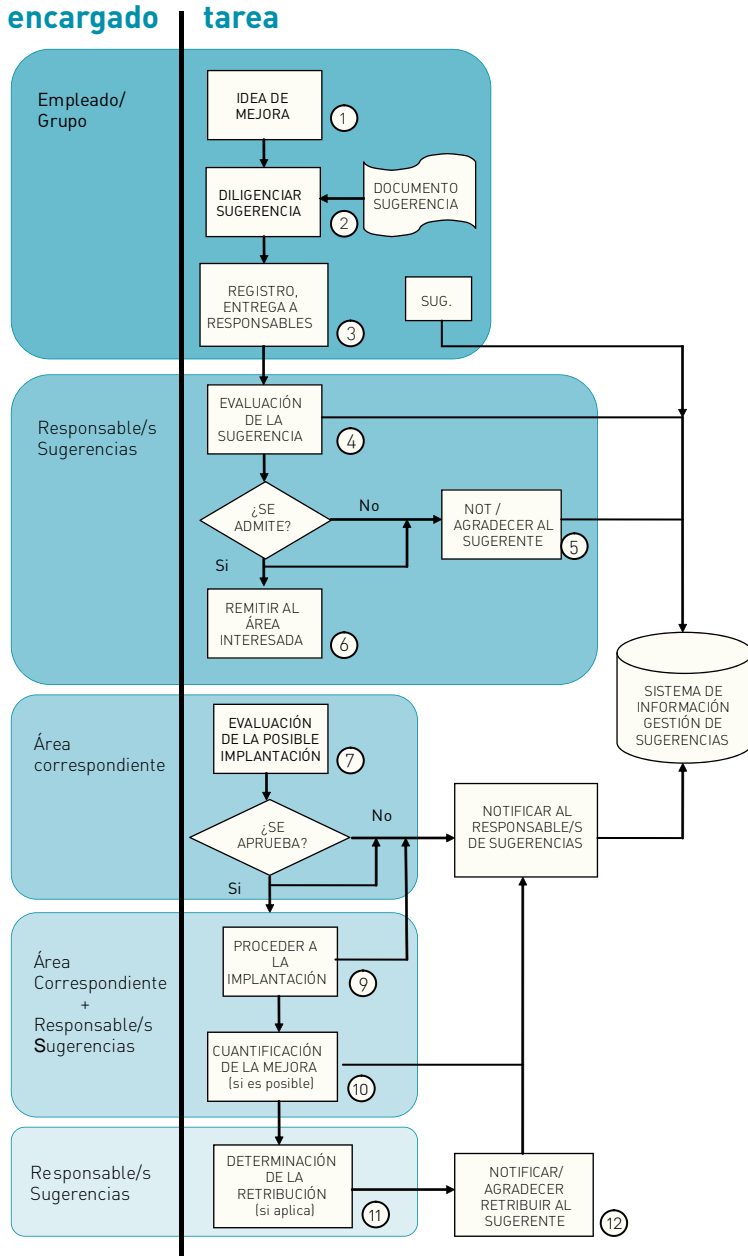 encargado
tarea
Empleado/
Grupo
IDEA DE
MEJORA
1
DILIGENCIAR
SUGERENCIA
2
DOCUMENTO
SUGERENCIA
REGISTRO,
ENTREGA A
RESPONSABLES
3
SUG.
Responsable/s
Sugerencias
EVALUACIÓN
DE LA
SUGERENCIA
4
¿SE
ADMITE?
No
Si
NOT /
AGRADECER AL
SUGERENTE
5
REMITIR AL
ÁREA
INTERESADA
6
SISTEMA DE
INFORMACIÓN
GESTIÓN DE
SUGERENCIAS
Área
correspondiente
EVALUACIÓN
DE LA POSIBLE
IMPLANTACIÓN
7
¿SE
APRUEBA?
No
Si
NOTIFICAR AL
RESPONSABLE/S
DE SUGERENCIAS
Área
Correspondiente
+
Responsable/s
Sugerencias
PROCEDER A
LA
IMPLANTACIÓN
9
CUANTIFICACIÓN
DE LA MEJORA
(si es posible)
10
Responsable/s
Sugerencias
DETERMINACIÓN
DE LA
RETRIBUCIÓN
(si aplica)
11
NOTIFICAR/
AGRADECER
RETRIBUIR AL
SUGERENTE
12